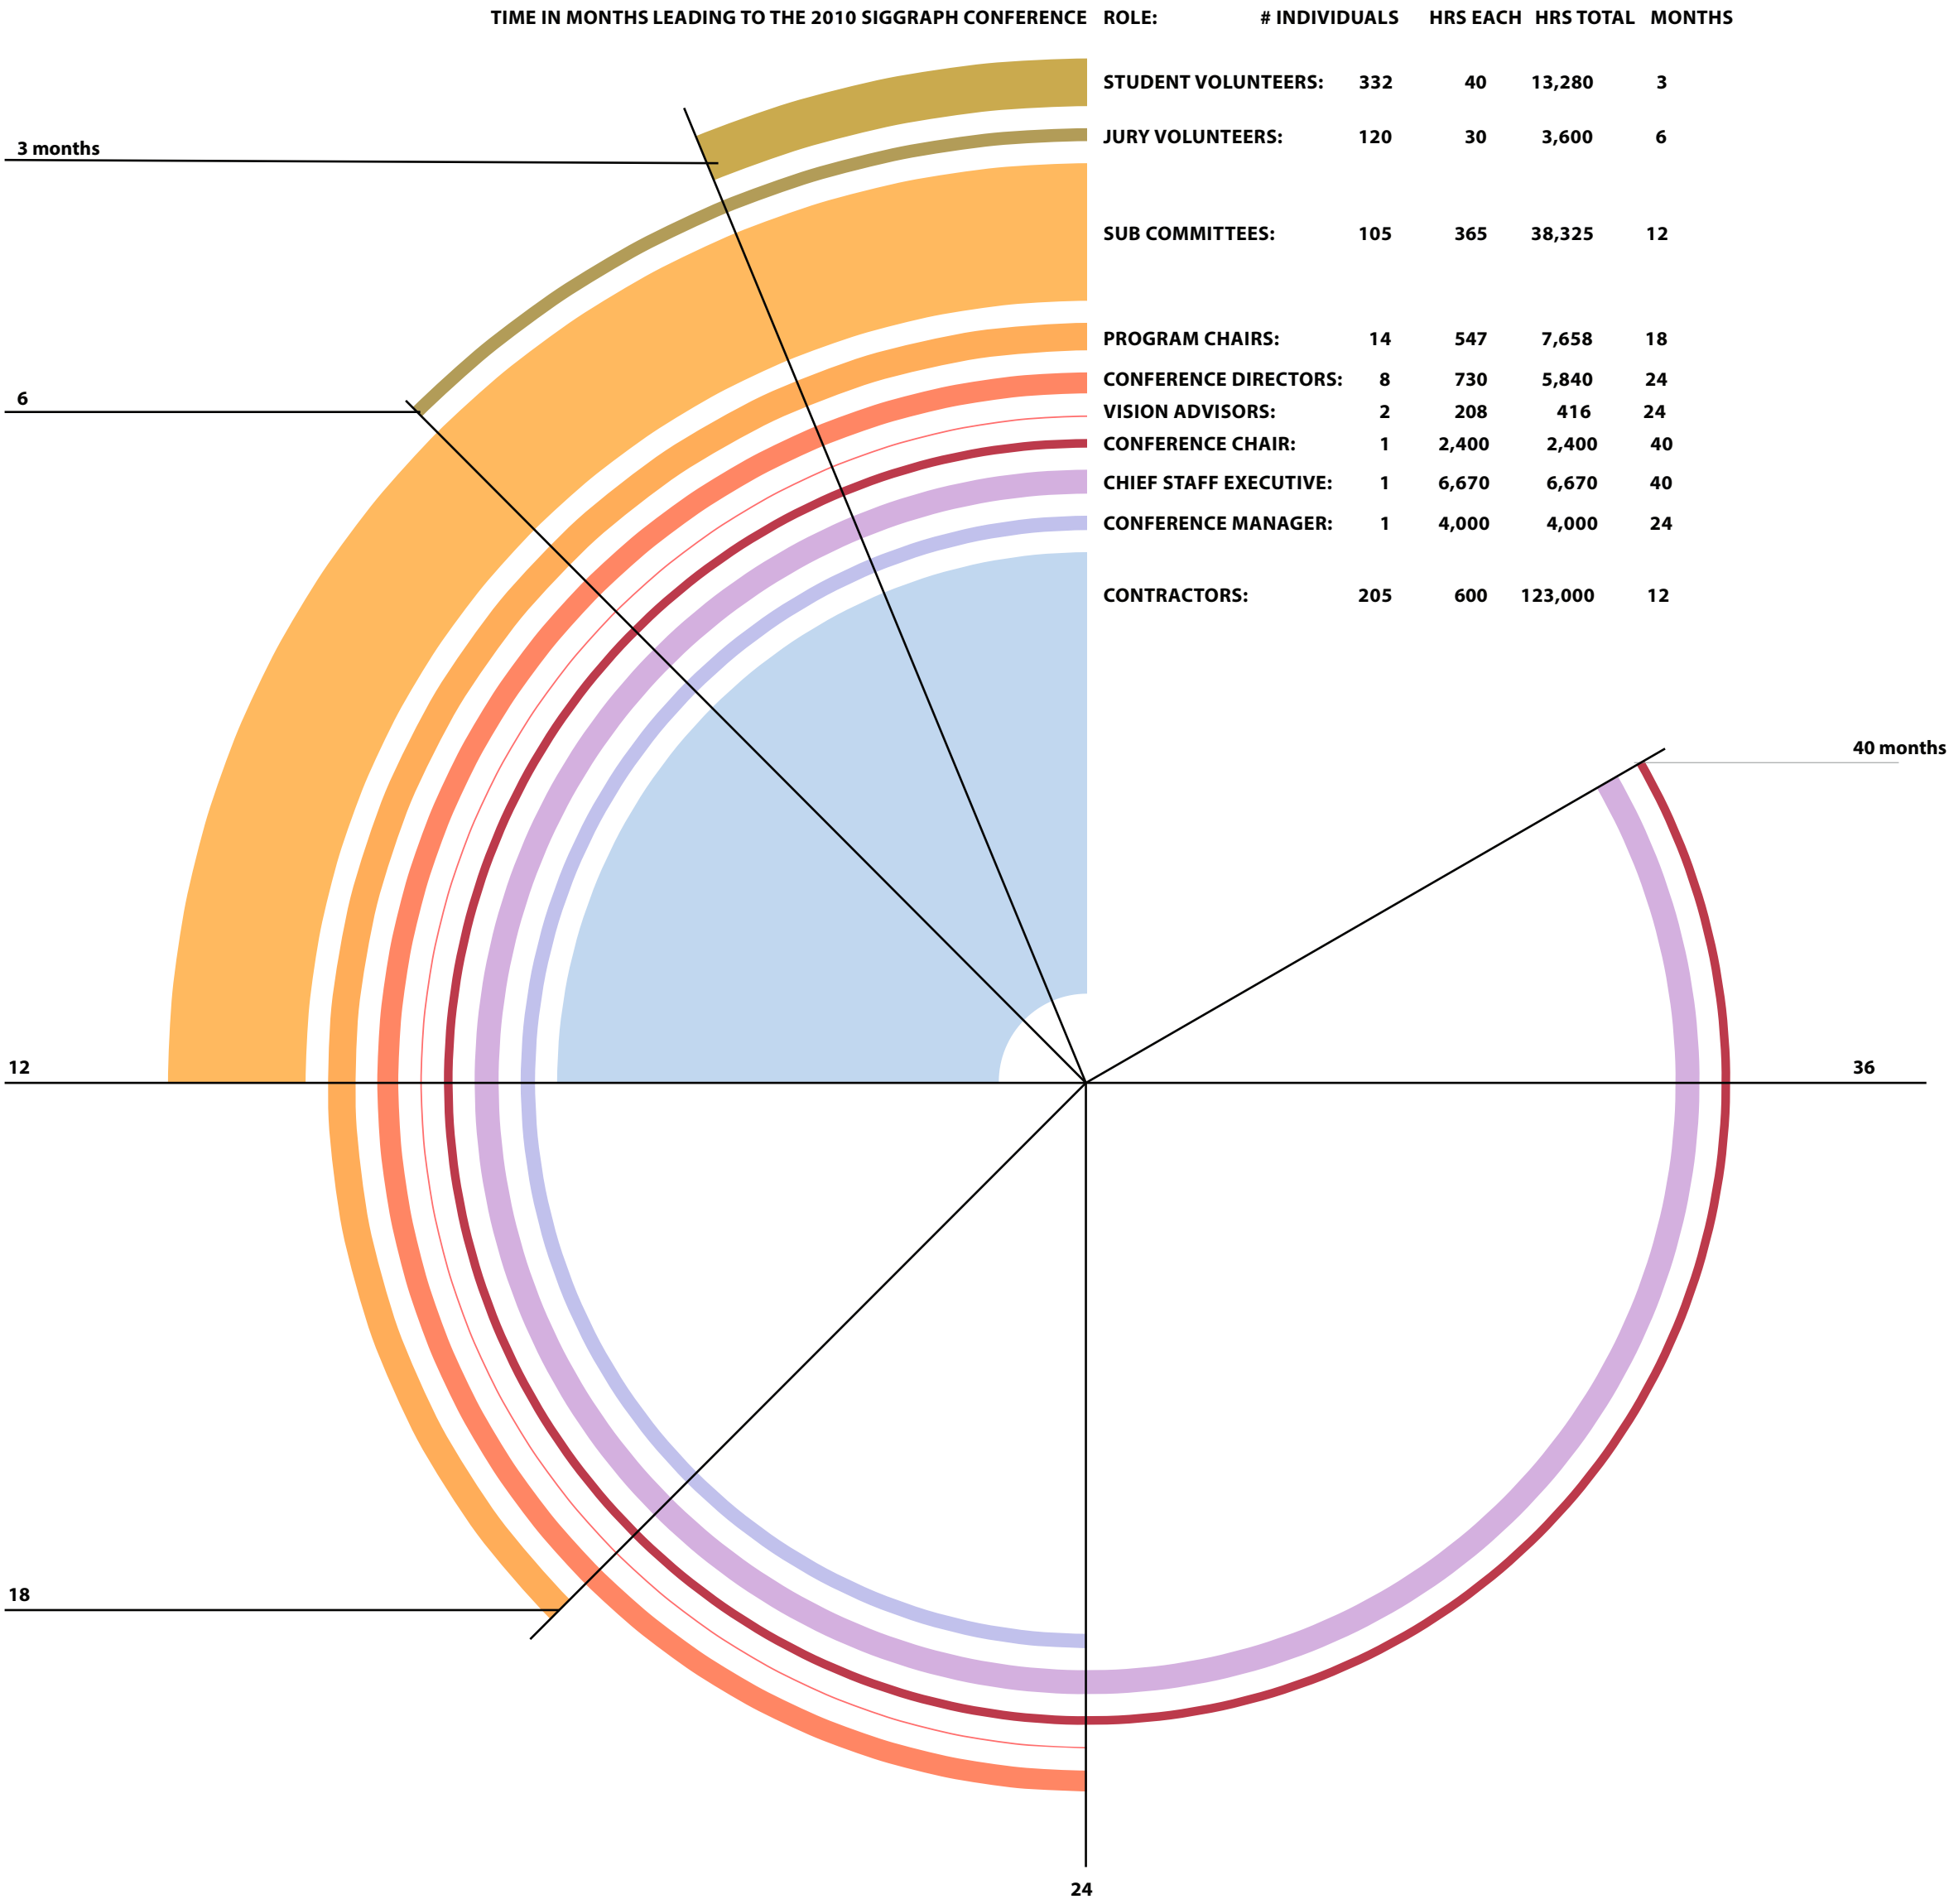 TIME IN MONTHS LEADING TO THE 2010 SIGGRAPH CONFERENCE ROLE: # INDIVIDUALS HRS EACH HRS TOTAL MONTHS
STUDENT VOLUNTEERS: 332 40 13,280 3
JURY VOLUNTEERS: 120 30 3,600 6
3 months
SUB COMMITTEES: 105 365 38,325 12
PROGRAM CHAIRS: 14 547 7,658 18
CONFERENCE DIRECTORS: 8 730 5,840 24
6
VISION ADVISORS: 2 208 416 24
CONFERENCE CHAIR: 1 2,400 2,400 40
CHIEF STAFF EXECUTIVE: 1 6,670 6,670 40
CONFERENCE MANAGER: 1 4,000 4,000 24
CONTRACTORS: 205 600 123,000 12
40 months
12
36
18
24